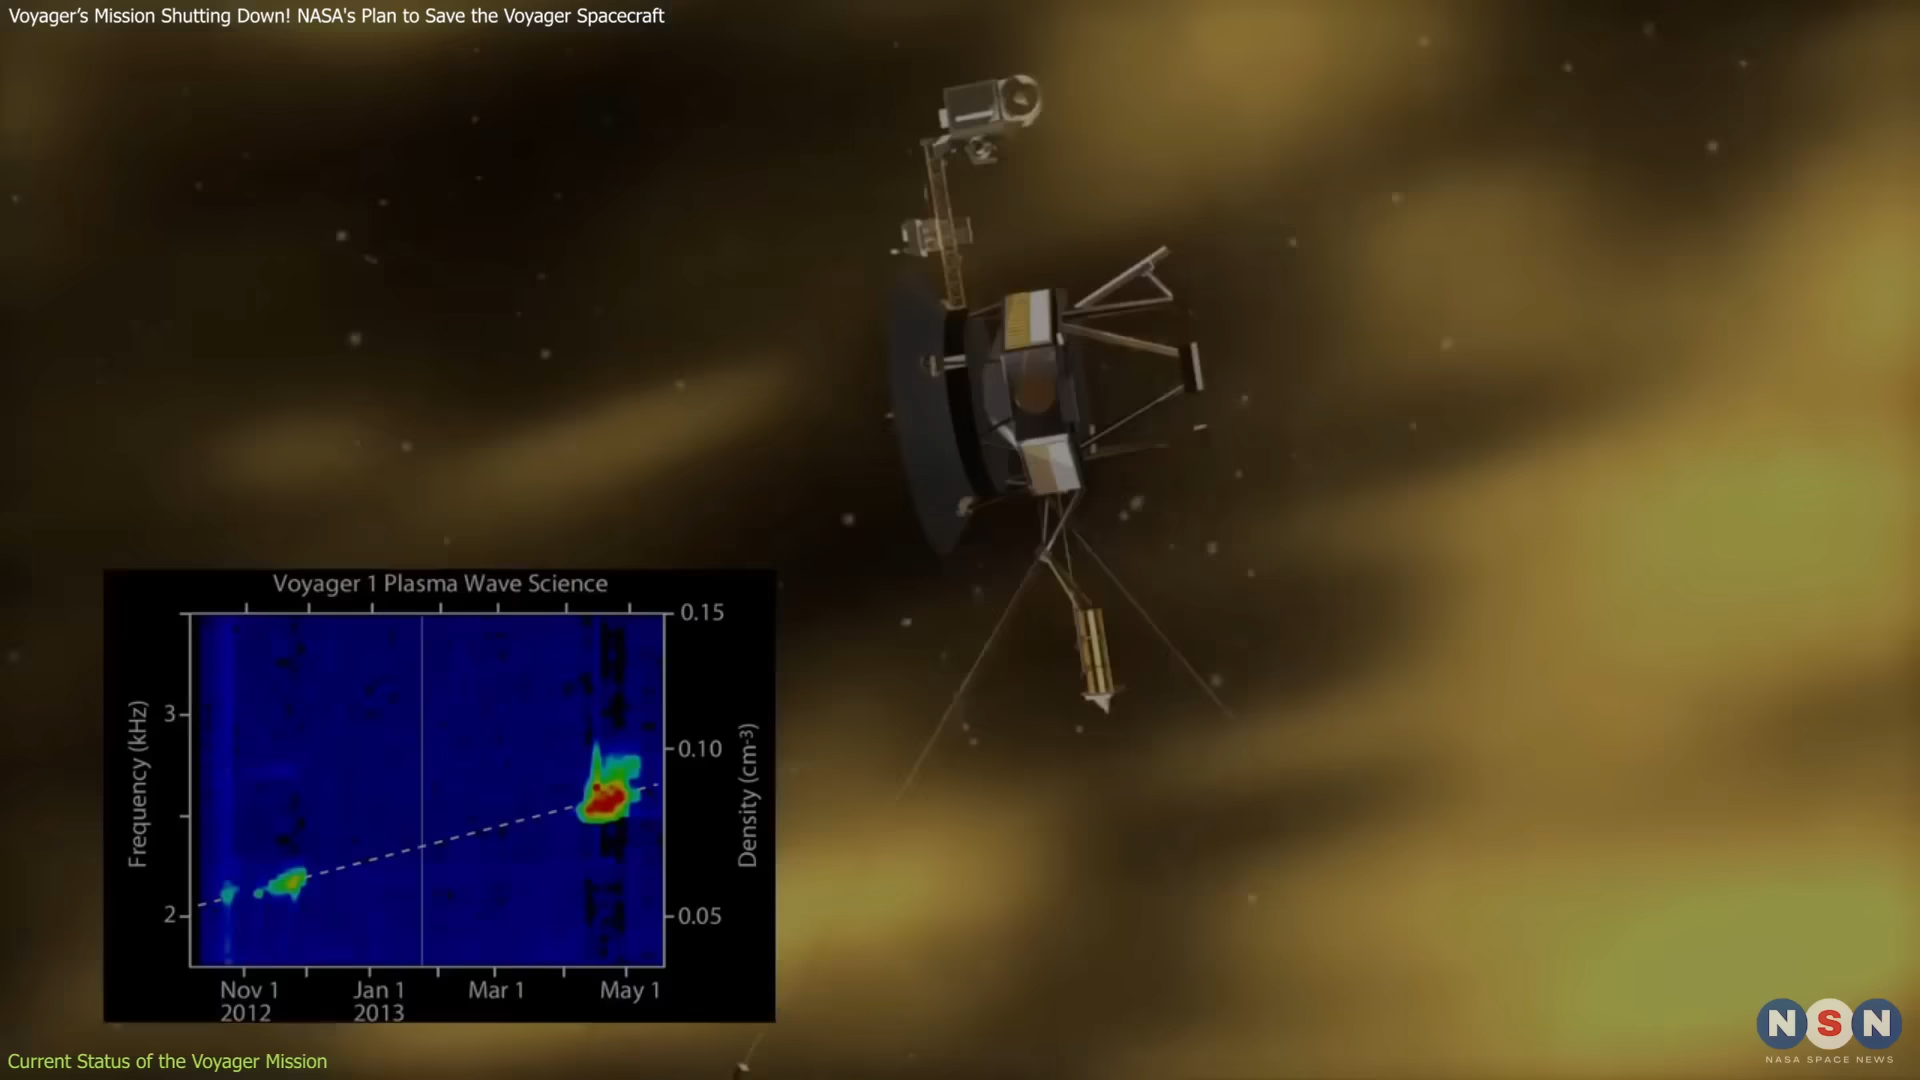 Voyager’s Mission Shutting Down! NASA's Plan to Save the Voyager Spacecraft
Voyager 1 Plasma Wave Science
0.15
3
0.10
Frequency (kHz)
Density (cm-3)
2
0.05
Nov 1
Jan 1
Mar 1
May 1
2012
2013
NSN
NASA SPACE NEWS
Current Status of the Voyager Mission